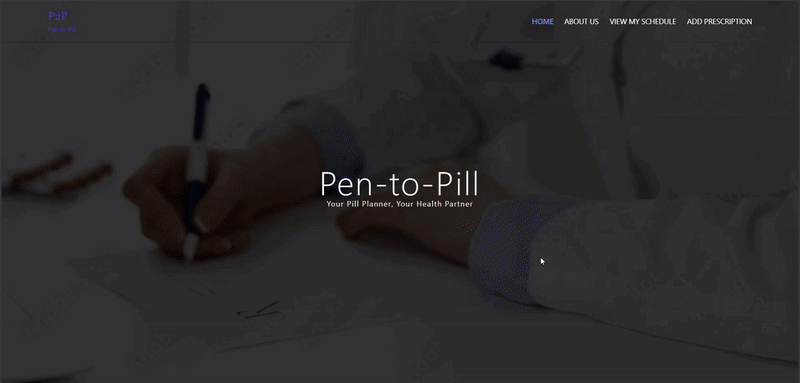 P2P
Pen-to-Pill
HOME ABOUT US VIEW MY SCHEDULE ADD PRESCRIPTION
Pen-to-Pill
Your Pill Planner, Your Health Partner